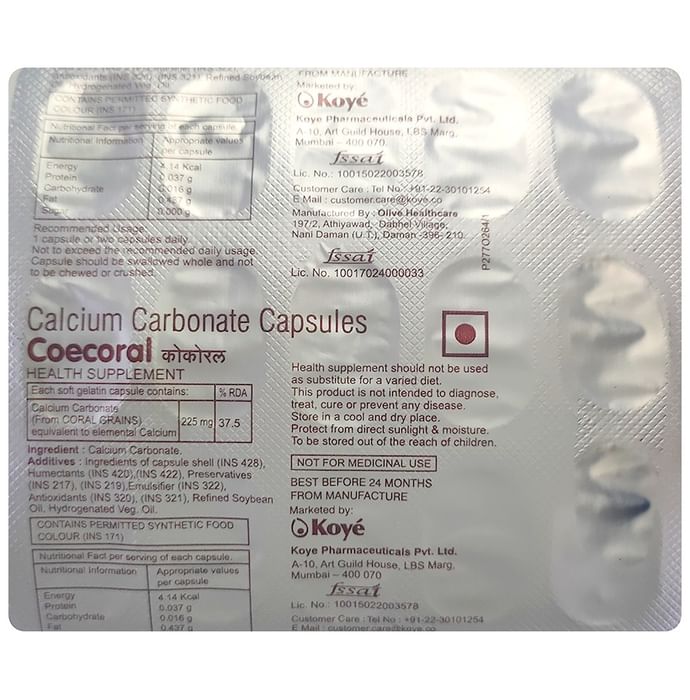 Antioxidants (INS 320), (INS 321), Refined Soybean
Oil, Hydrogenated Veg. Oil
CONTAINS PERMITTED SYNTHETIC FOOD
COLOUR (INS 171)
Nutritional Fact per serving of each capsule.
Nutritional Information Appropriate values
per capsule
Energy 4.14 Kcal
Protein 0.037 g
Carbohydrate 0.016 g
Fat 0.437 g
Sugar 0.000 g
Recommended Usage:
1 capsule or two capsules daily.
Not to exceed the recommended daily usage.
Capsule should be swallowed whole and not
to be chewed or crushed.
FROM MANUFACTURE
Marketed by:
Koyé
Koye Pharmaceuticals Pvt. Ltd.
A-10, Art Guild House, LBS Marg,
Mumbai – 400 070.
fssai
Lic. No.: 10015022003578
Customer Care : Tel No : +91-22-30101254
E Mail : customer.care@koye.co
Manufactured By : Olive Healthcare
197/2, Athiyawad, Dabhel Village,
Nani Daman (U.T.), Daman -396- 210.
fssai
Lic. No. 10017024000033
P277O264/1
Calcium Carbonate Capsules
Coecoral कोकोरल
HEALTH SUPPLEMENT
Each soft gelatin capsule contains: % RDA
Calcium Carbonate
(From CORAL GRAINS) 225 mg 37.5
equivalent to elemental Calcium
Ingredient : Calcium Carbonate.
Additives : Ingredients of capsule shell (INS 428),
Humectants (INS 420),(INS 422), Preservatives
(INS 217), (INS 219),Emulsifier (INS 322),
Antioxidants (INS 320), (INS 321), Refined Soybean
Oil, Hydrogenated Veg. Oil.
CONTAINS PERMITTED SYNTHETIC FOOD
COLOUR (INS 171)
Nutritional Fact per serving of each capsule.
Nutritional Information Appropriate values
per capsule
Energy 4.14 Kcal
Protein 0.037 g
Carbohydrate 0.016 g
Fat 0.437 g
Health supplement should not be used
as substitute for a varied diet.
This product is not intended to diagnose,
treat, cure or prevent any disease.
Store in a cool and dry place.
Protect from direct sunlight & moisture.
To be stored out of the reach of children.
NOT FOR MEDICINAL USE
BEST BEFORE 24 MONTHS
FROM MANUFACTURE
Marketed by:
Koyé
Koye Pharmaceuticals Pvt. Ltd.
A-10, Art Guild House, LBS Marg,
Mumbai – 400 070
fssai
Lic. No.: 10015022003578
Customer Care : Tel No : +91-22-30101254
E Mail : customer.care@koye.co